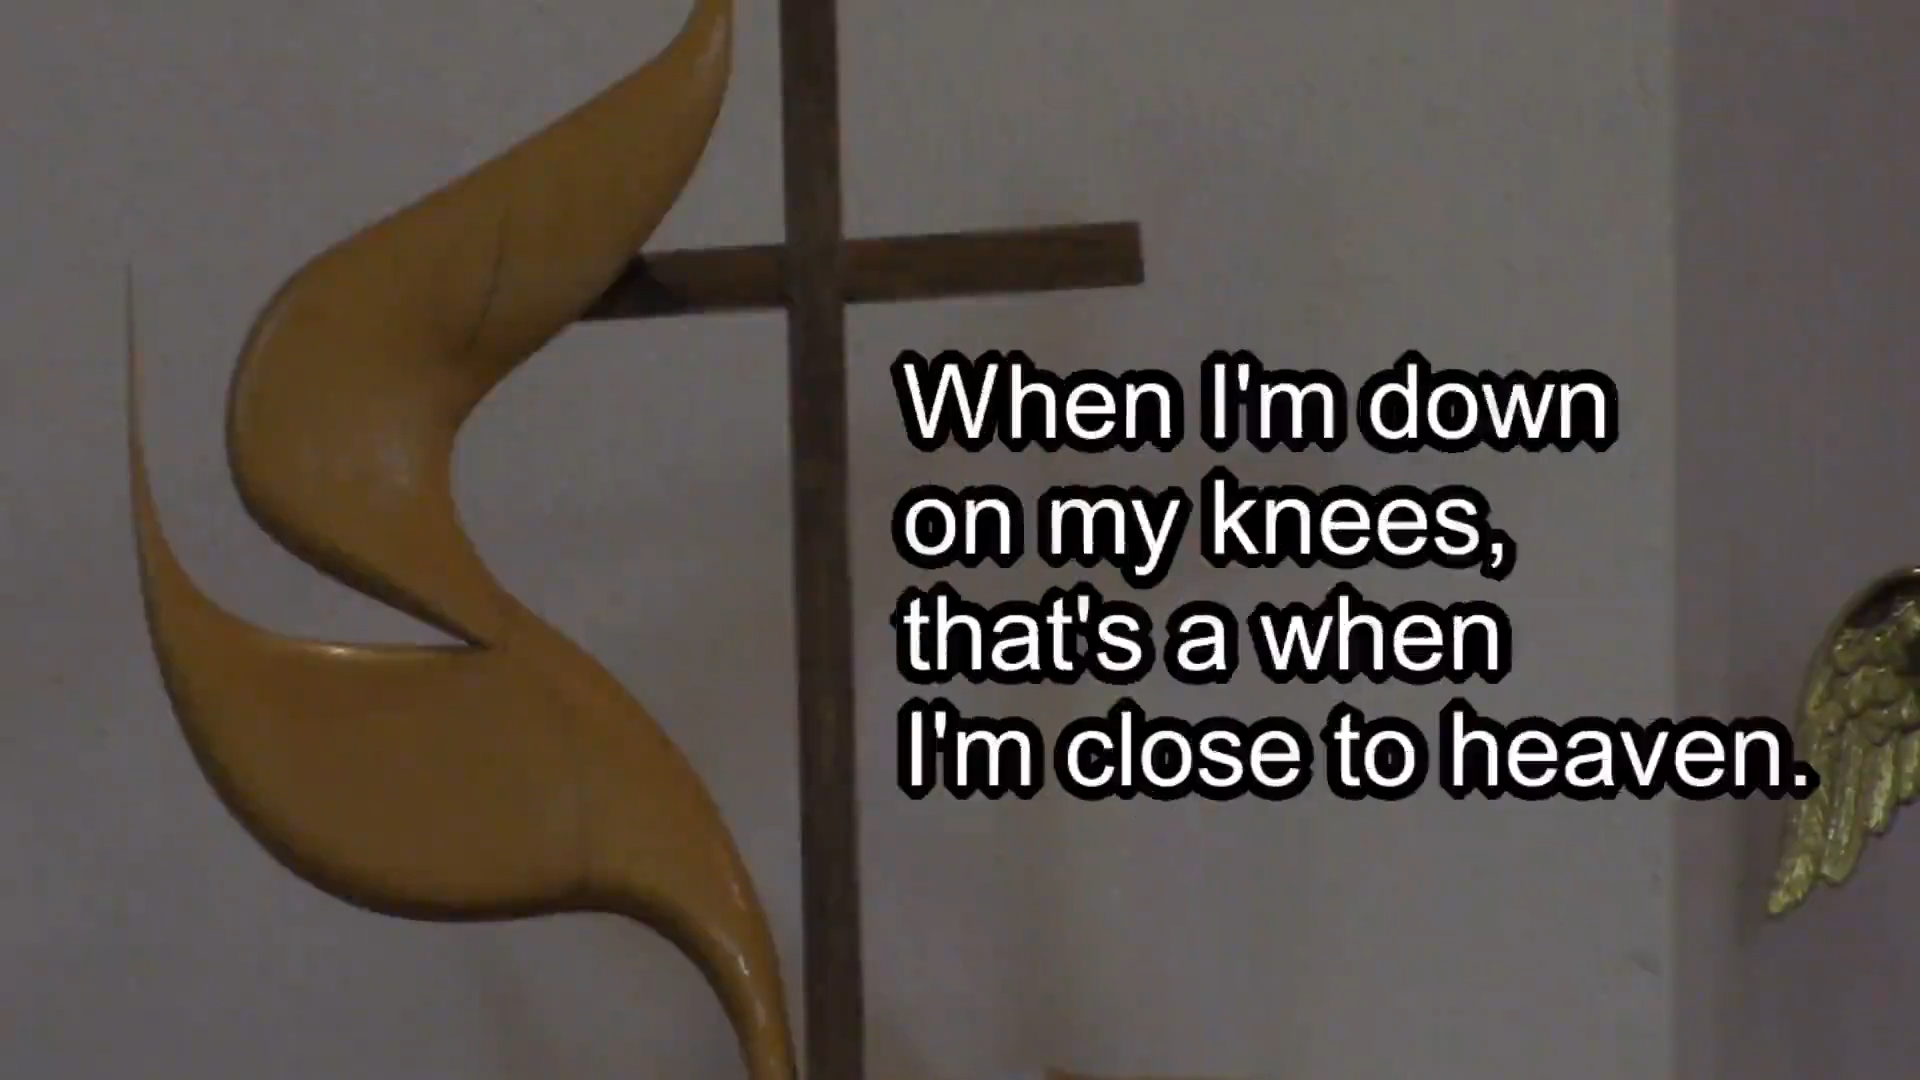 When I'm down
on my knees,
that's a when
I'm close to heaven.